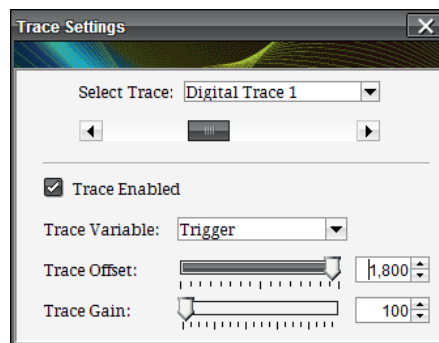 Trace Settings
Select Trace: Digital Trace 1
Trace Enabled
Trace Variable: Trigger
Trace Offset: 1,800
Trace Gain: 100